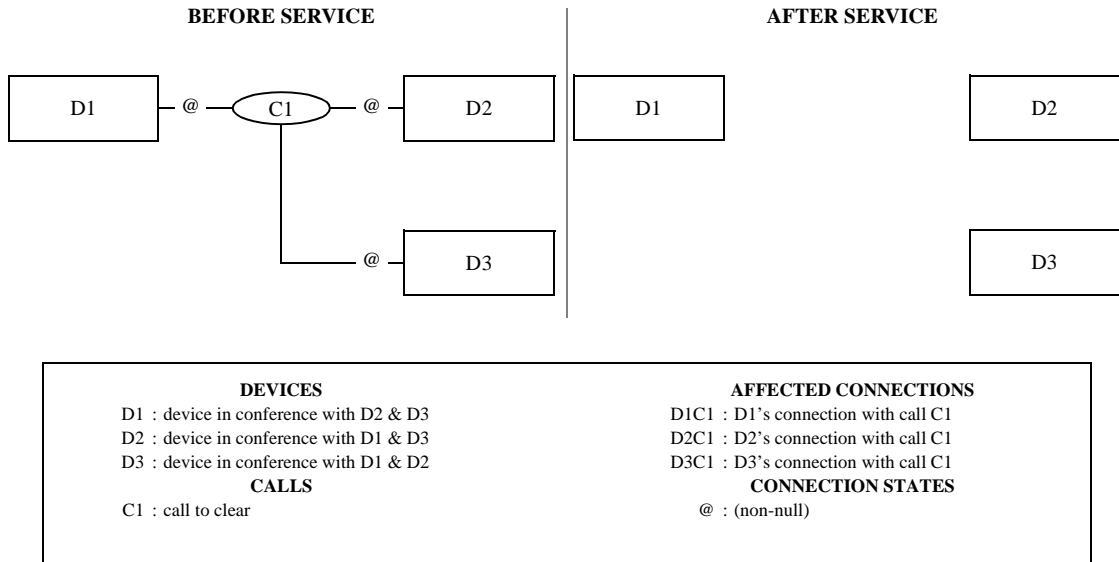 BEFORE SERVICE
AFTER SERVICE
D1 @ C1 @ D2
D1 D2
@ D3
D3
DEVICES
D1 : device in conference with D2 & D3
D2 : device in conference with D1 & D3
D3 : device in conference with D1 & D2
CALLS
C1 : call to clear
AFFECTED CONNECTIONS
D1C1 : D1’s connection with call C1
D2C1 : D2’s connection with call C1
D3C1 : D3’s connection with call C1
CONNECTION STATES
@ : (non-null)